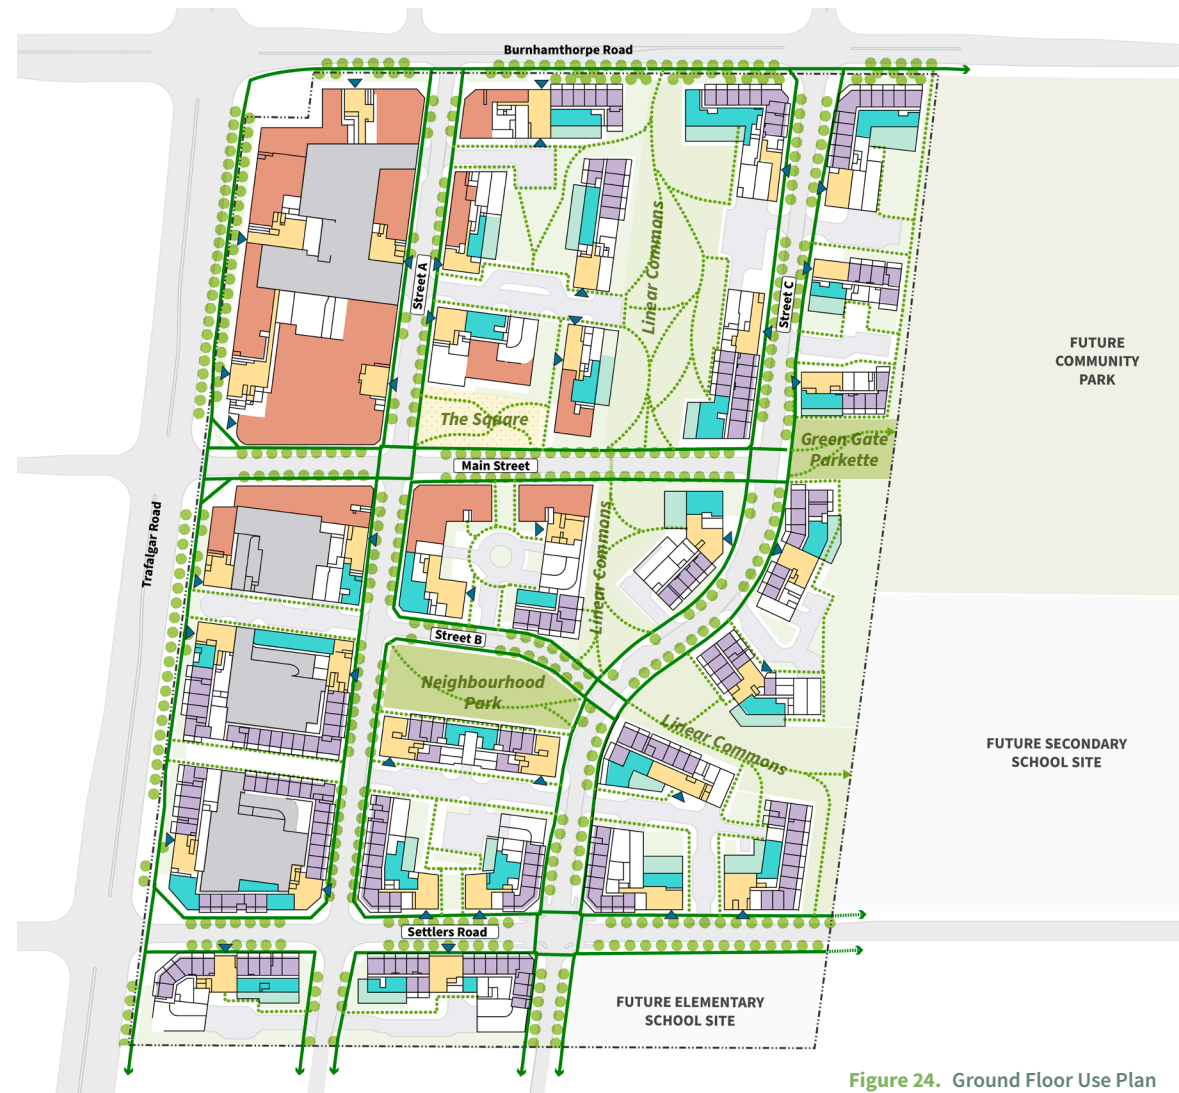 Burnhamthorpe Road
Linear Commons
Street A
Street C
FUTURE
COMMUNITY
PARK
The Square
Green Gate
Parkette
Main Street
Trafalgar Road
Linear Commons
Street B
Neighbourhood
Park
Linear Commons
FUTURE SECONDARY
SCHOOL SITE
Settlers Road
FUTURE ELEMENTARY
SCHOOL SITE
Figure 24. Ground Floor Use Plan